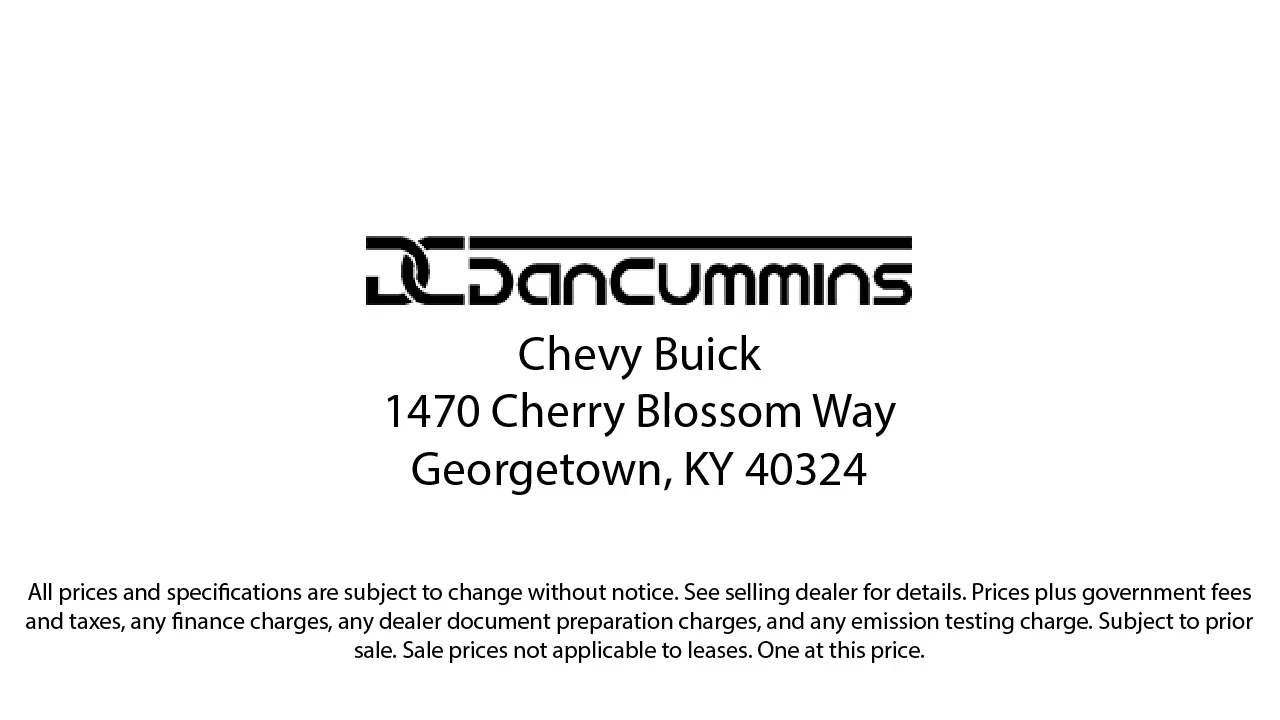 DC DanCummins
Chevy Buick
1470 Cherry Blossom Way
Georgetown, KY 40324
All prices and specifications are subject to change without notice. See selling dealer for details. Prices plus government fees
and taxes, any finance charges, any dealer document preparation charges, and any emission testing charge. Subject to prior
sale. Sale prices not applicable to leases. One at this price.